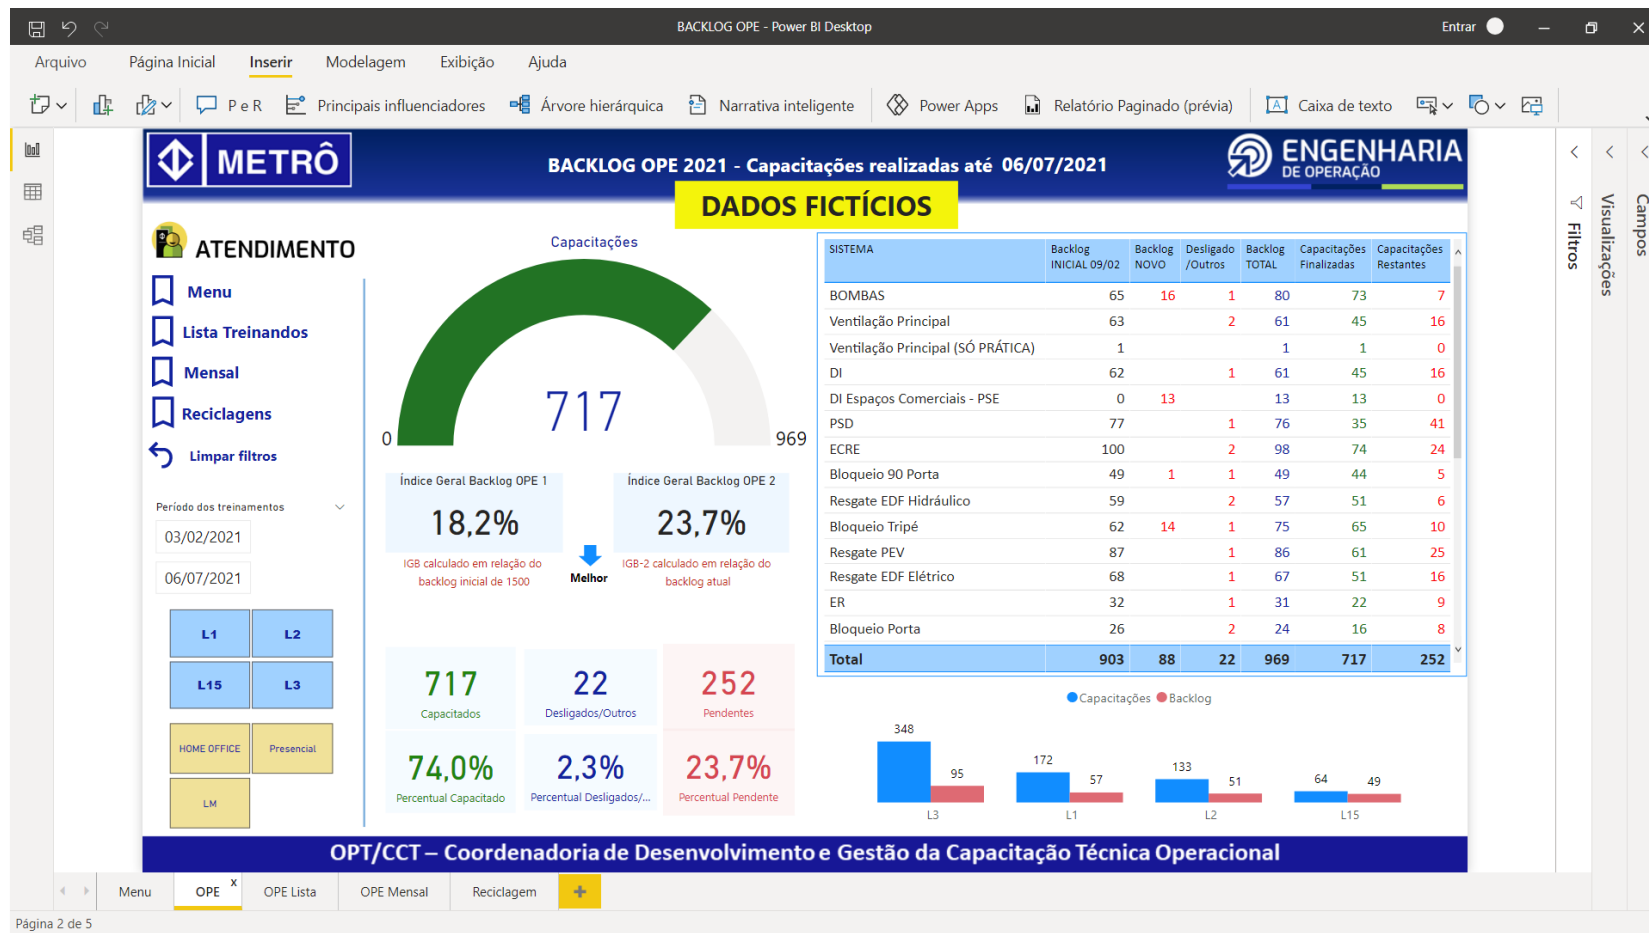 BACKLOG OPE - Power BI Desktop
Entrar
Arquivo Página Inicial Inserir Modelagem Exibição Ajuda
P e R Principais influenciadores Árvore hierárquica Narrativa inteligente Power Apps Relatório Paginado (prévia) Caixa de texto
METRÔ
BACKLOG OPE 2021 - Capacitações realizadas até 06/07/2021
ENGENHARIA
DE OPERAÇÃO
DADOS FICTÍCIOS
ATENDIMENTO
Menu
Lista Treinandos
Mensal
Reciclagens
Limpar filtros
Período dos treinamentos
03/02/2021
06/07/2021
L1 L2
L15 L3
HOME OFFICE Presencial
LM
Capacitações
717
0 969
Índice Geral Backlog OPE 1
18,2%
IGB calculado em relação do
backlog inicial de 1500
Melhor
Índice Geral Backlog OPE 2
23,7%
IGB-2 calculado em relação do
backlog atual
717 22 252
Capacitados Desligados/Outros Pendentes
74,0% 2,3% 23,7%
Percentual Capacitado Percentual Desligados/... Percentual Pendente
SISTEMA Backlog INICIAL 09/02 Backlog NOVO Desligado /Outros Backlog TOTAL Capacitações Finalizadas Capacitações Restantes
BOMBAS 65 16 1 80 73 7
Ventilação Principal 63 2 61 45 16
Ventilação Principal (SÓ PRÁTICA) 1 1 1 0
DI 62 1 61 45 16
DI Espaços Comerciais - PSE 0 13 13 13 0
PSD 77 1 76 35 41
ECRE 100 2 98 74 24
Bloqueio 90 Porta 49 1 1 49 44 5
Resgate EDF Hidráulico 59 2 57 51 6
Bloqueio Tripé 62 14 1 75 65 10
Resgate PEV 87 1 86 61 25
Resgate EDF Elétrico 68 1 67 51 16
ER 32 1 31 22 9
Bloqueio Porta 26 2 24 16 8
Total 903 88 22 969 717 252
Capacitações Backlog
348 95 172 57 133 51 64 49
L3 L1 L2 L15
Filtros
Visualizações
Campos
OPT/CCT – Coordenadoria de Desenvolvimento e Gestão da Capacitação Técnica Operacional
Menu OPE x OPE Lista OPE Mensal Reciclagem +
Página 2 de 5